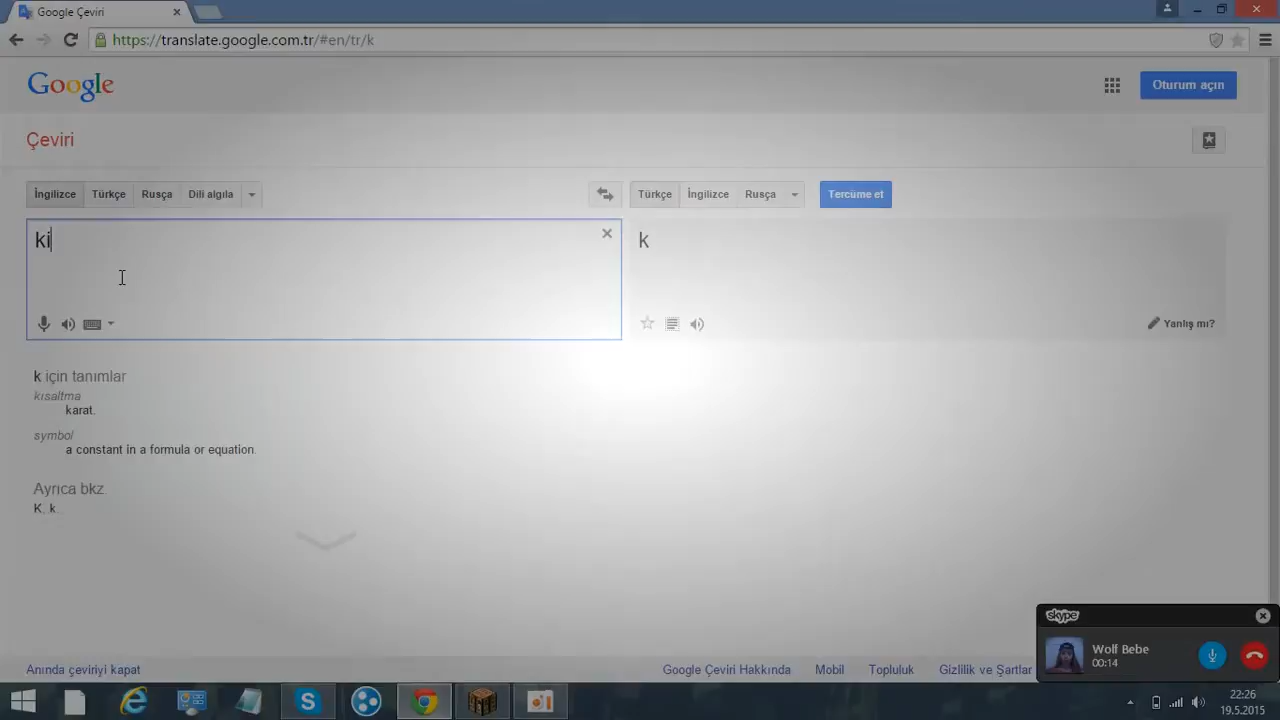 Google Çeviri
https://translate.google.com.tr/#en/tr/k
Google
Oturum açın
Çeviri
İngilizce Türkçe Rusça Dili algıla
Türkçe İngilizce Rusça
Tercüme et
ki
k
Yanlış mı?
k için tanımlar
kısaltma
karat.
symbol
a constant in a formula or equation.
Ayrıca bkz.
K, k.
skype
Wolf Bebe
00:14
Anında çeviriyi kapat
Google Çeviri Hakkında Mobil Topluluk Gizlilik ve Şartlar
22:26
19.5.2015